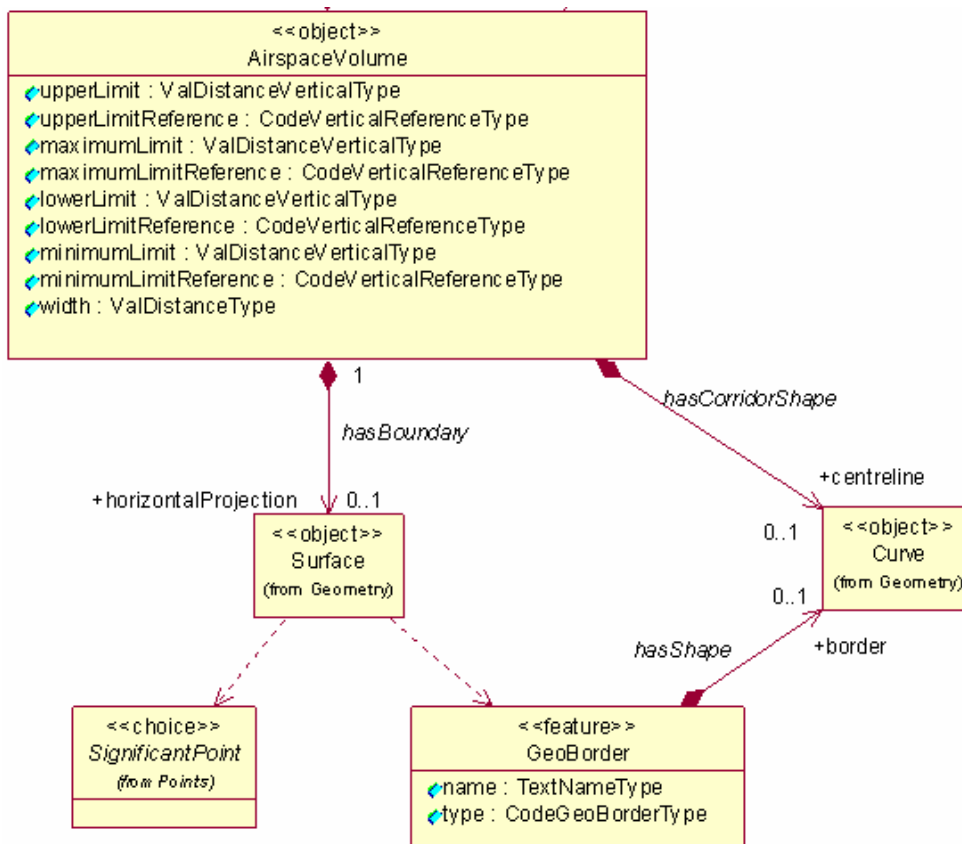 <<object>>
AirspaceVolume
upperLimit : ValDistanceVerticalType
upperLimitReference : CodeVerticalReferenceType
maximumLimit : ValDistanceVerticalType
maximumLimitReference : CodeVerticalReferenceType
lowerLimit : ValDistanceVerticalType
lowerLimitReference : CodeVerticalReferenceType
minimumLimit : ValDistanceVerticalType
minimumLimitReference : CodeVerticalReferenceType
width : ValDistanceType
1
hasCorridorShape
hasBoundary
+horizontalProjection
0..1
+centreline
0..1
<<object>>
Surface
(from Geometry)
<<object>>
Curve
(from Geometry)
0..1
+border
hasShape
<<choice>>
SignificantPoint
(from Points)
<<feature>>
GeoBorder
name : TextNameType
type : CodeGeoBorderType